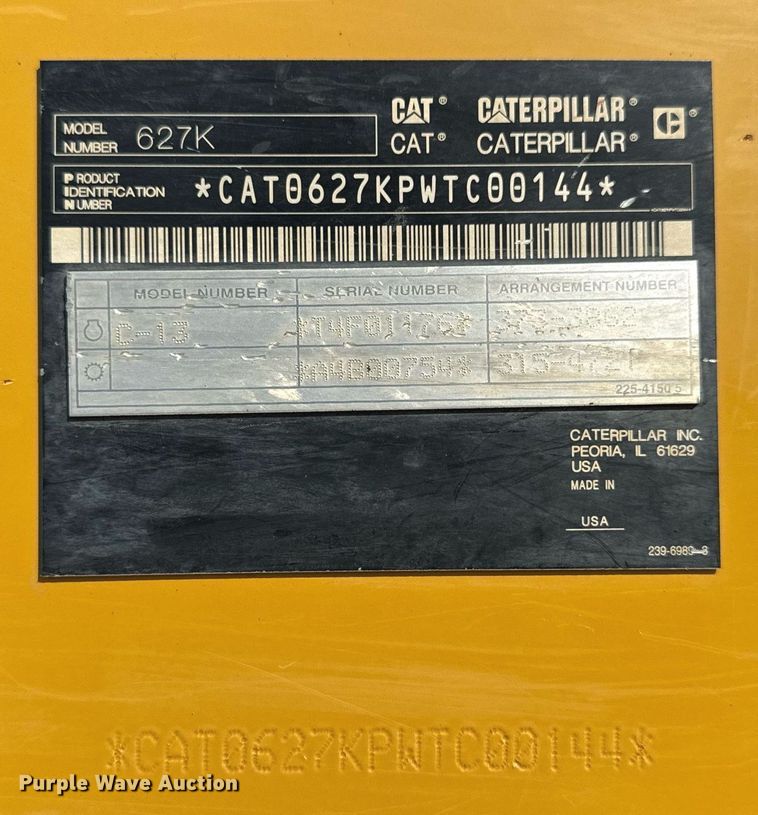 CAT® CATERPILLAR® ®
MODEL NUMBER 627K
CAT® CATERPILLAR®
PRODUCT IDENTIFICATION NUMBER *CAT0627KPWTC00144*
MODEL NUMBER SERIAL NUMBER ARRANGEMENT NUMBER
C-13
225-4150 5
CATERPILLAR INC.
PEORIA, IL 61629
USA
MADE IN
USA
*CAT0627KPWTC00144*
Purple Wave Auction